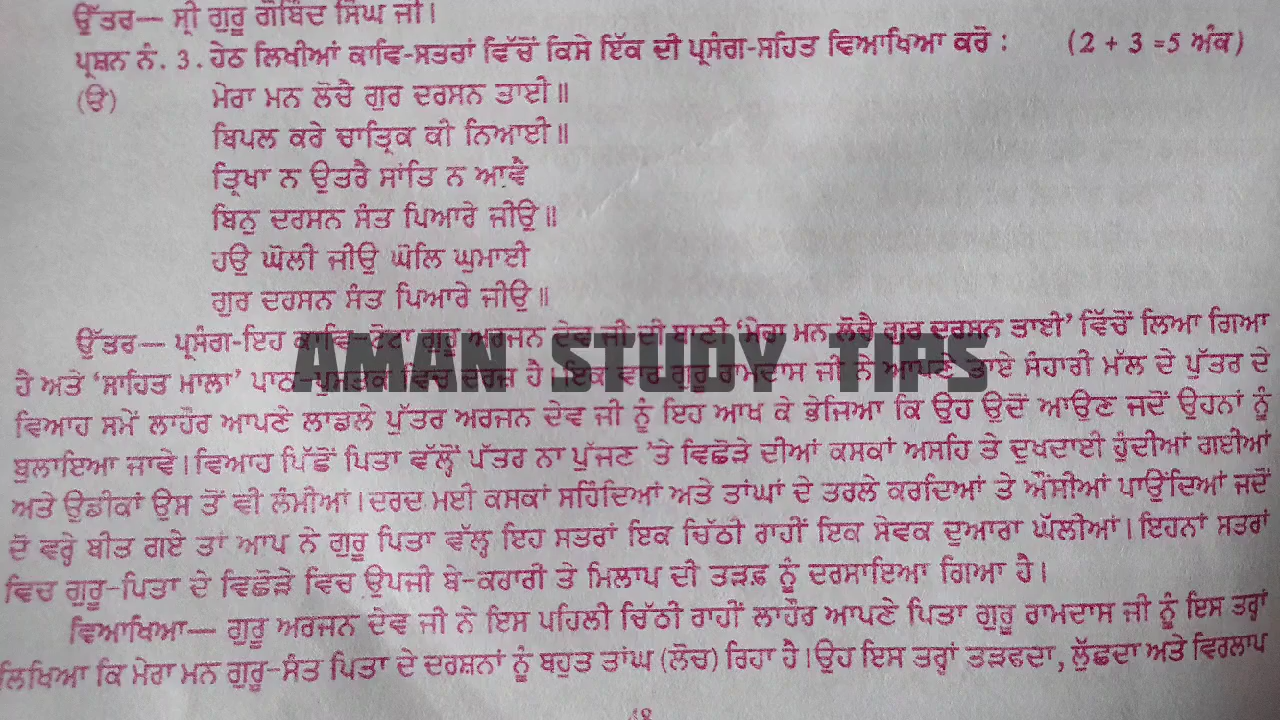 ਉੱਤਰ— ਸ੍ਰੀ ਗੁਰੂ ਗੋਬਿੰਦ ਸਿੰਘ ਜੀ।
ਪ੍ਰਸ਼ਨ ਨੰ. 3. ਹੇਠ ਲਿਖੀਆਂ ਕਾਵਿ-ਸਤਰਾਂ ਵਿੱਚੋਂ ਕਿਸੇ ਇੱਕ ਦੀ ਪ੍ਰਸੰਗ-ਸਹਿਤ ਵਿਆਖਿਆ ਕਰੋ : (2 + 3 =5 ਅੰਕ)
(ੳ) ਮੇਰਾ ਮਨ ਲੋਚੈ ਗੁਰ ਦਰਸਨ ਤਾਈ॥
ਬਿਪਲ ਕਰੇ ਚਾਤ੍ਰਿਕ ਕੀ ਨਿਆਈ॥
ਤ੍ਰਿਖਾ ਨ ਉਤਰੈ ਸਾਂਤਿ ਨ ਆਵੈ
ਬਿਨੁ ਦਰਸਨ ਸੰਤ ਪਿਆਰੇ ਜੀਉ॥
ਹਉ ਘੋਲੀ ਜੀਉ ਘੋਲਿ ਘੁਮਾਈ
ਗੁਰ ਦਰਸਨ ਸੰਤ ਪਿਆਰੇ ਜੀਉ॥
ਉੱਤਰ— ਪ੍ਰਸੰਗ-ਇਹ ਕਾਵਿ-ਟੋਟਾ ਗੁਰੂ ਅਰਜਨ ਦੇਵ ਜੀ ਦੀ ਬਾਣੀ ‘ਮੇਰਾ ਮਨ ਲੋਚੈ ਗੁਰ ਦਰਸ਼ਨ ਤਾਈ’ ਵਿੱਚੋਂ ਲਿਆ ਗਿਆ
AMAN STUDY TIPS
ਹੈ ਅਤੇ ‘ਸਾਹਿਤ ਮਾਲਾ’ ਪਾਠ-ਪੁਸਤਕ ਵਿਚ ਦਰਜ ਹੈ। ਇਕ ਵਾਰ ਗੁਰੂ ਰਾਮਦਾਸ ਜੀ ਨੇ ਆਪਣੇ ਤਾਏ ਸੰਹਾਰੀ ਮੱਲ ਦੇ ਪੁੱਤਰ ਦੇ
ਵਿਆਹ ਸਮੇਂ ਲਾਹੌਰ ਆਪਣੇ ਲਾਡਲੇ ਪੁੱਤਰ ਅਰਜਨ ਦੇਵ ਜੀ ਨੂੰ ਇਹ ਆਖ ਕੇ ਭੇਜਿਆ ਕਿ ਉਹ ਉਦੋਂ ਆਉਣ ਜਦੋਂ ਉਹਨਾਂ ਨੂੰ
ਬੁਲਾਇਆ ਜਾਵੇ। ਵਿਆਹ ਪਿੱਛੋਂ ਪਿਤਾ ਵੱਲੋਂ ਪੱਤਰ ਨਾ ਪੁੱਜਣ ’ਤੇ ਵਿਛੋੜੇ ਦੀਆਂ ਕਸਕਾਂ ਅਸਹਿ ਤੇ ਦੁਖਦਾਈ ਹੁੰਦੀਆਂ ਗਈਆਂ
ਅਤੇ ਉਡੀਕਾਂ ਉਸ ਤੋਂ ਵੀ ਲੰਮੀਆਂ। ਦਰਦ ਮਈ ਕਸਕਾਂ ਸਹਿੰਦਿਆਂ ਅਤੇ ਤਾਂਘਾਂ ਦੇ ਤਰਲੇ ਕਰਦਿਆਂ ਤੇ ਔਂਸੀਆਂ ਪਾਉਂਦਿਆਂ ਜਦੋਂ
ਦੋ ਵਰ੍ਹੇ ਬੀਤ ਗਏ ਤਾਂ ਆਪ ਨੇ ਗੁਰੂ ਪਿਤਾ ਵੱਲ੍ਹ ਇਹ ਸਤਰਾਂ ਇਕ ਚਿੱਠੀ ਰਾਹੀਂ ਇਕ ਸੇਵਕ ਦੁਆਰਾ ਘੱਲੀਆਂ। ਇਹਨਾਂ ਸਤਰਾਂ
ਵਿਚ ਗੁਰੂ-ਪਿਤਾ ਦੇ ਵਿਛੋੜੇ ਵਿਚ ਉਪਜੀ ਬੇ-ਕਰਾਰੀ ਤੇ ਮਿਲਾਪ ਦੀ ਤੜਫ਼ ਨੂੰ ਦਰਸਾਇਆ ਗਿਆ ਹੈ।
ਵਿਆਖਿਆ— ਗੁਰੂ ਅਰਜਨ ਦੇਵ ਜੀ ਨੇ ਇਸ ਪਹਿਲੀ ਚਿੱਠੀ ਰਾਹੀਂ ਲਾਹੌਰ ਆਪਣੇ ਪਿਤਾ ਗੁਰੂ ਰਾਮਦਾਸ ਜੀ ਨੂੰ ਇਸ ਤਰ੍ਹਾਂ
ਲਿਖਿਆ ਕਿ ਮੇਰਾ ਮਨ ਗੁਰੂ-ਸੰਤ ਪਿਤਾ ਦੇ ਦਰਸ਼ਨਾਂ ਨੂੰ ਬਹੁਤ ਤਾਂਘ (ਲੋਚ) ਰਿਹਾ ਹੈ। ਉਹ ਇਸ ਤਰ੍ਹਾਂ ਤੜਫਦਾ, ਲੁੱਛਦਾ ਅਤੇ ਵਿਰਲਾਪ